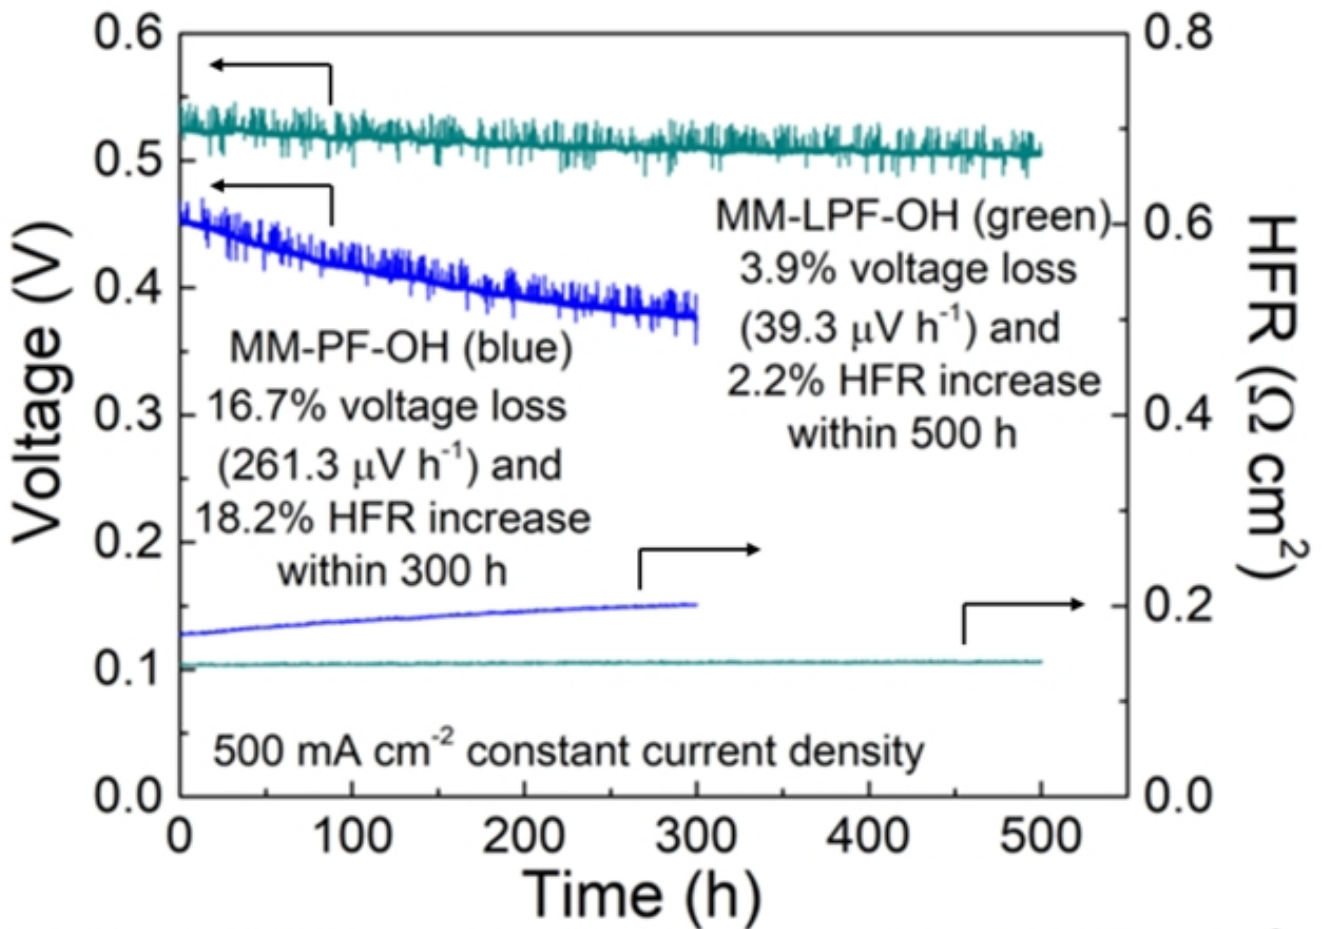 0.6
0.5
0.4
0.3
0.2
0.1
0.0
Voltage (V)
0.8
0.6
0.4
0.2
0.0
HFR (Ω cm²)
MM-LPF-OH (green)
3.9% voltage loss
(39.3 μV h⁻¹) and
2.2% HFR increase
within 500 h
MM-PF-OH (blue)
16.7% voltage loss
(261.3 μV h⁻¹) and
18.2% HFR increase
within 300 h
500 mA cm⁻² constant current density
0 100 200 300 400 500
Time (h)